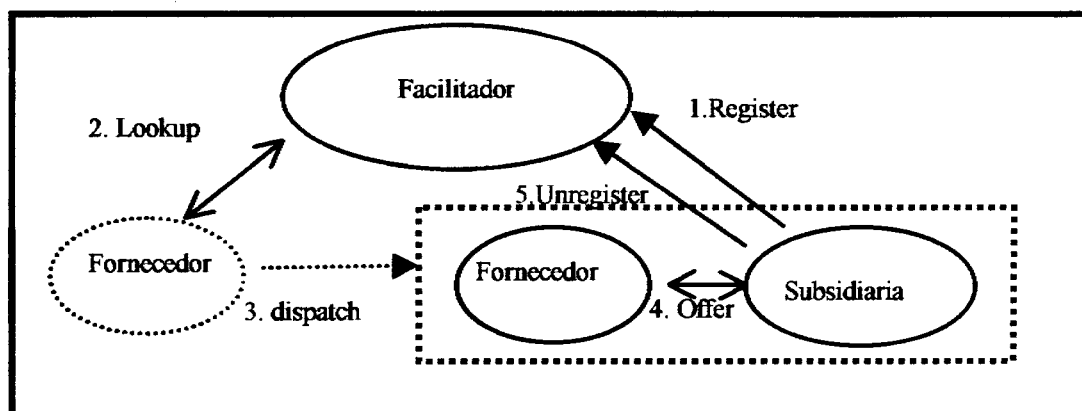 Facilitador
1.Register
2. Lookup
5.Unregister
Fornecedor
Fornecedor
Subsidiaria
3. dispatch
4. Offer